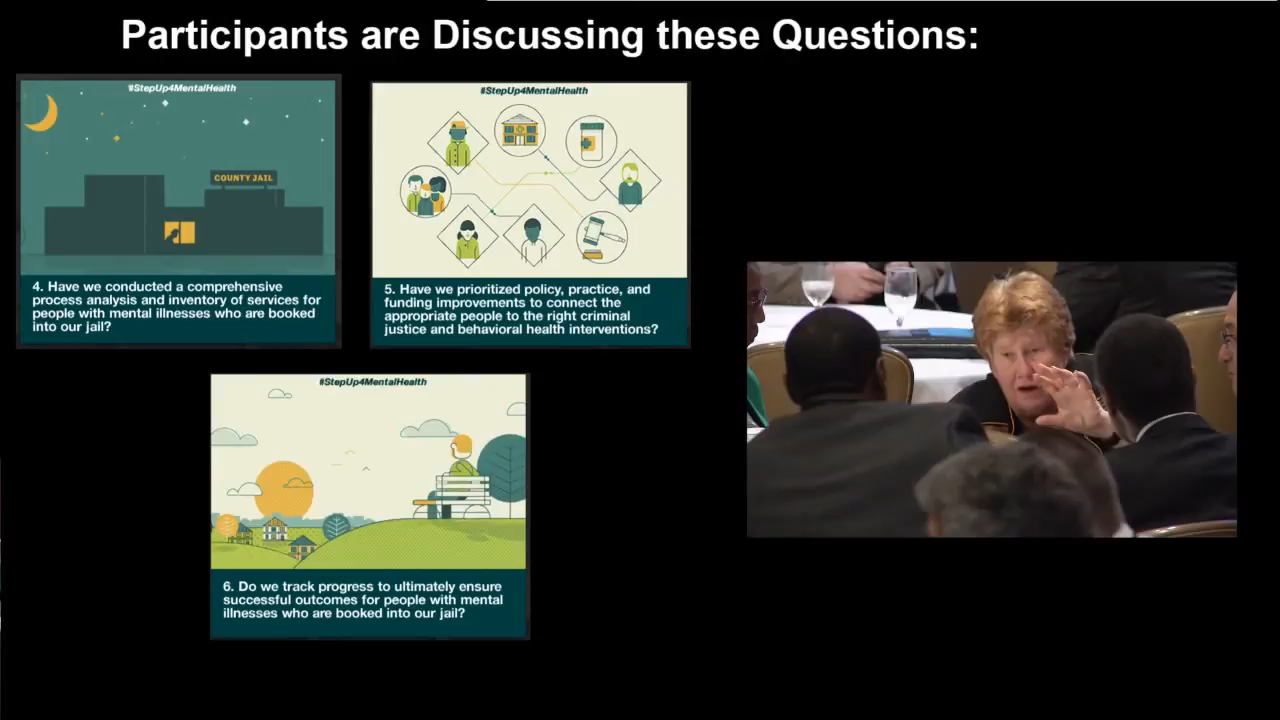 Participants are Discussing these Questions:
#StepUp4MentalHealth
COUNTY JAIL
4. Have we conducted a comprehensive
process analysis and inventory of services for
people with mental illnesses who are booked
into our jail?
#StepUp4MentalHealth
5. Have we prioritized policy, practice, and
funding improvements to connect the
appropriate people to the right criminal
justice and behavioral health interventions?
#StepUp4MentalHealth
6. Do we track progress to ultimately ensure
successful outcomes for people with mental
illnesses who are booked into our jail?